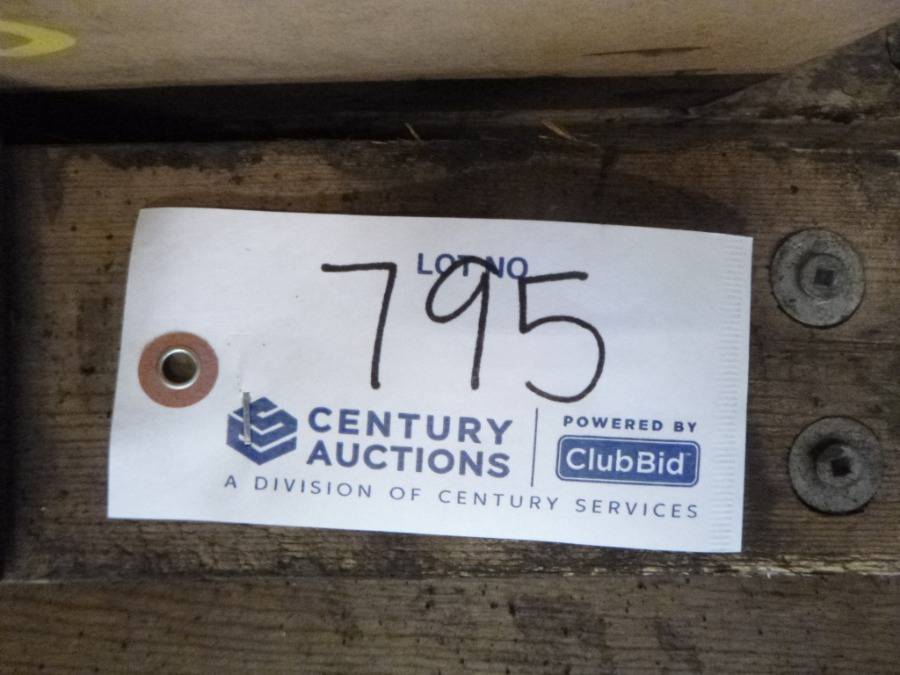 LOT NO
795
CENTURY
AUCTIONS
POWERED BY
ClubBid
A DIVISION OF CENTURY SERVICES